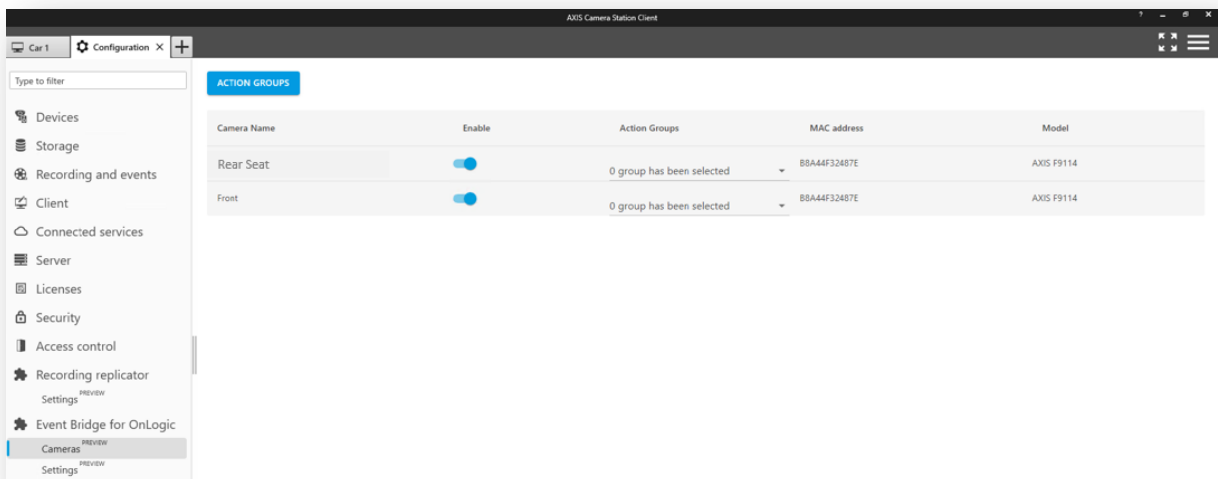 AXIS Camera Station Client
? – X
Car 1 Configuration X +
Type to filter
ACTION GROUPS
Devices
Storage
Recording and events
Client
Connected services
Server
Licenses
Security
Access control
Recording replicator
Settings PREVIEW
Event Bridge for OnLogic
Cameras PREVIEW
Settings PREVIEW
Camera Name Enable Action Groups MAC address Model
Rear Seat 0 group has been selected B8A44F32487E AXIS F9114
Front 0 group has been selected B8A44F32487E AXIS F9114